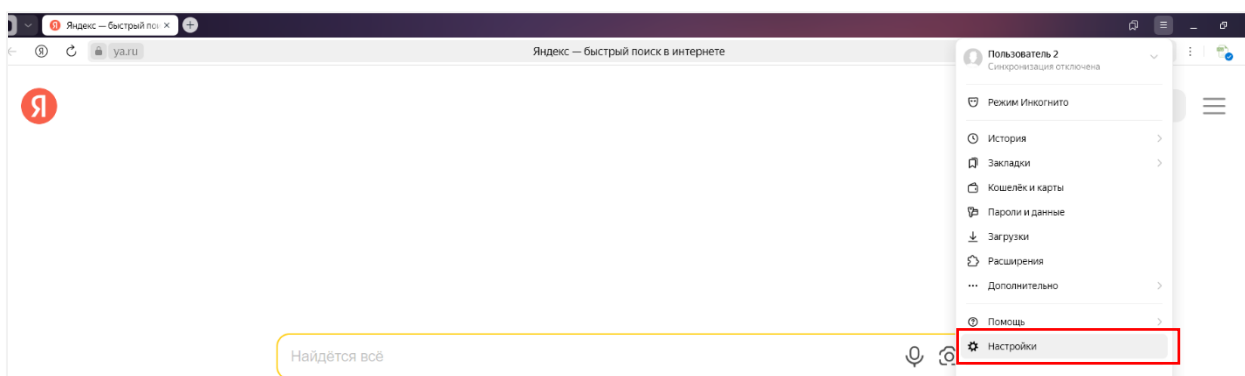 Яндекс — быстрый пои
ya.ru
Яндекс — быстрый поиск в интернете
Пользователь 2
Синхронизация отключена
Я
Режим Инкогнито
История
Закладки
Кошелёк и карты
Пароли и данные
Загрузки
Расширения
Дополнительно
Помощь
Настройки
Найдётся всё